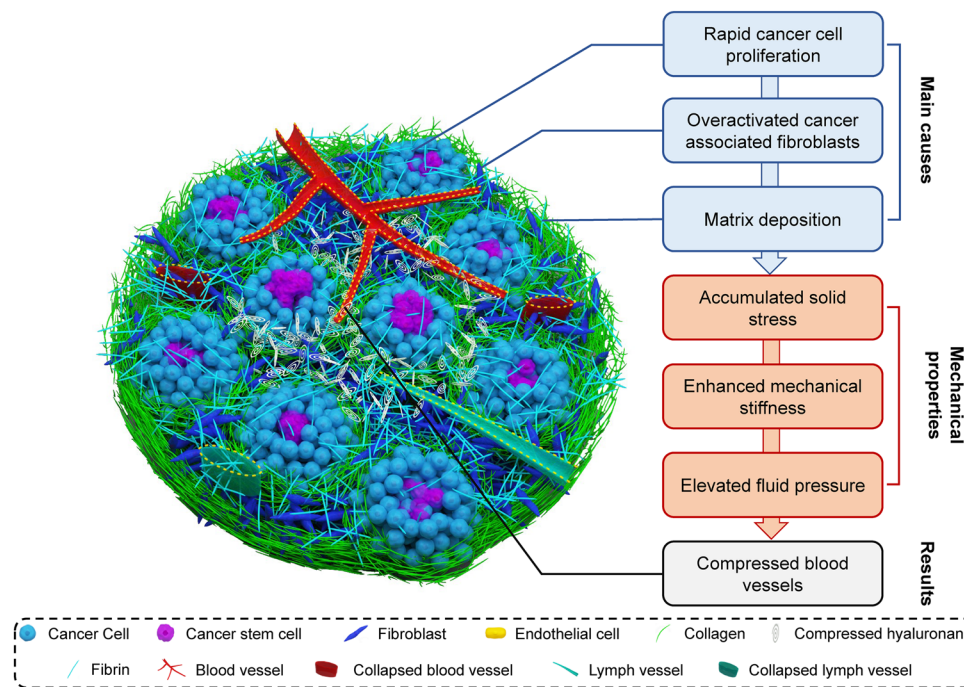 Rapid cancer cell
proliferation
Overactivated cancer
associated fibroblasts
Matrix deposition
Main causes
Accumulated solid
stress
Enhanced mechanical
stiffness
Elevated fluid pressure
Mechanical
properties
Compressed blood
vessels
Results
Cancer Cell
Cancer stem cell
Fibroblast
Endothelial cell
Collagen
Compressed hyaluronan
Fibrin
Blood vessel
Collapsed blood vessel
Lymph vessel
Collapsed lymph vessel